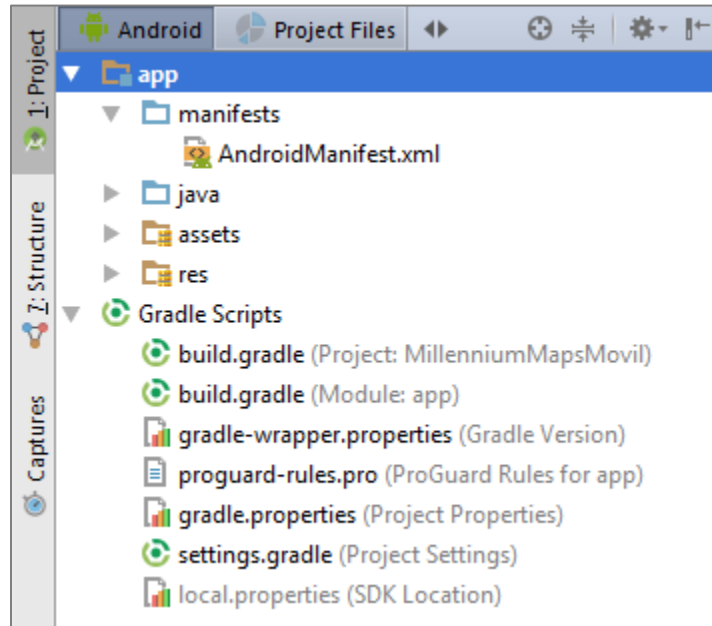 Android Project Files
1: Project
7: Structure
Captures
app
manifests
AndroidManifest.xml
java
assets
res
Gradle Scripts
build.gradle (Project: MillenniumMapsMovil)
build.gradle (Module: app)
gradle-wrapper.properties (Gradle Version)
proguard-rules.pro (ProGuard Rules for app)
gradle.properties (Project Properties)
settings.gradle (Project Settings)
local.properties (SDK Location)